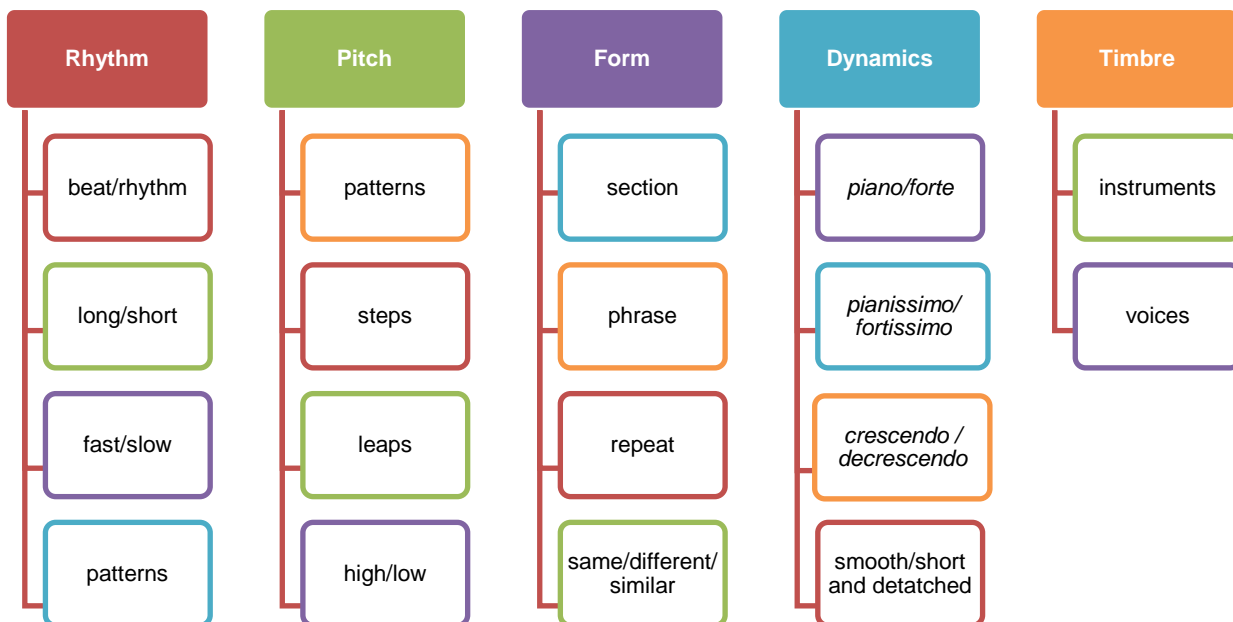 Rhythm
beat/rhythm
long/short
fast/slow
patterns
Pitch
patterns
steps
leaps
high/low
Form
section
phrase
repeat
same/different/
similar
Dynamics
piano/forte
pianissimo/
fortissimo
crescendo /
decrescendo
smooth/short
and detatched
Timbre
instruments
voices